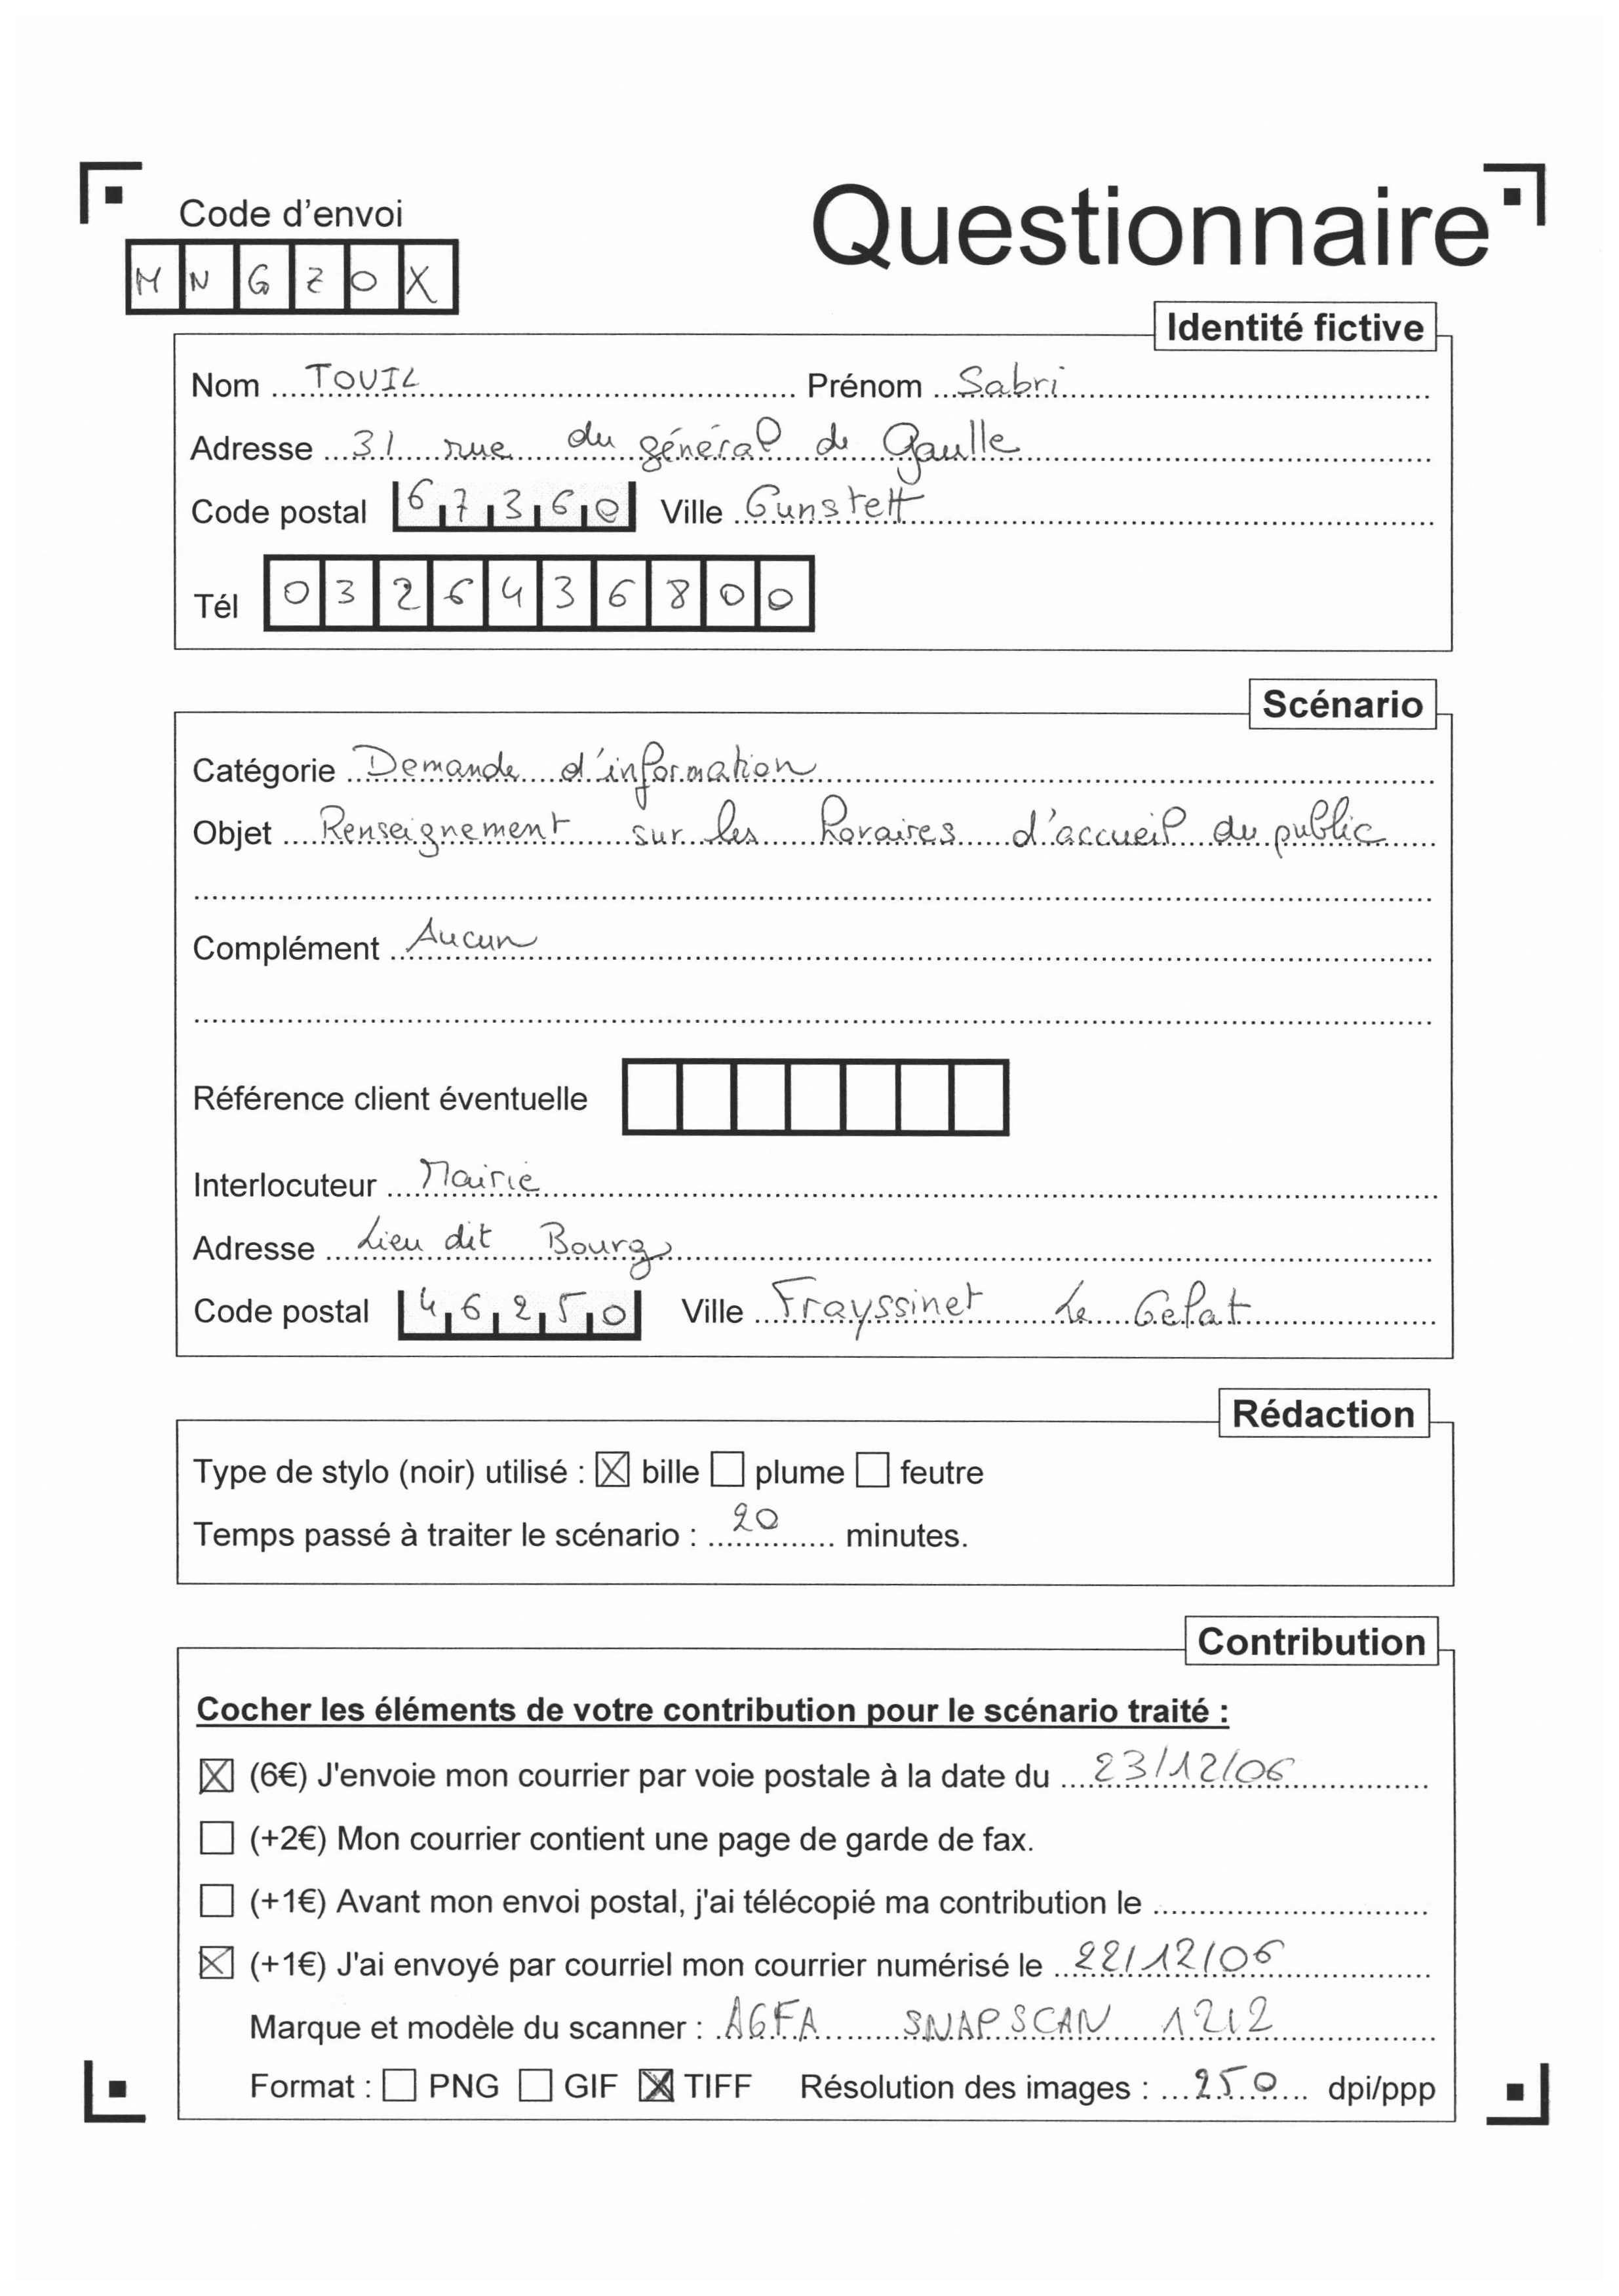 Code d'envoi
Questionnaire
M N G Z O X
Identité fictive
Nom TOUIL Prénom Sabri
Adresse 31 rue du général de Gaulle
Code postal 67360 Ville Gunstett
Tél 0326436800
Scénario
Catégorie Demande d'information
Objet Renseignement sur les horaires d'accueil du public
Complément Aucun
Référence client éventuelle
Interlocuteur Mairie
Adresse Lieu dit Bourg
Code postal 46250 Ville Frayssinet Le Gelat
Rédaction
Type de stylo (noir) utilisé : ☒ bille ☐ plume ☐ feutre
Temps passé à traiter le scénario : 20 minutes.
Contribution
Cocher les éléments de votre contribution pour le scénario traité :
☒ (6€) J'envoie mon courrier par voie postale à la date du 23/12/06
☐ (+2€) Mon courrier contient une page de garde de fax.
☐ (+1€) Avant mon envoi postal, j'ai télécopié ma contribution le
☒ (+1€) J'ai envoyé par courriel mon courrier numérisé le 22/12/06
Marque et modèle du scanner : AGFA SNAPSCAN 1212
Format : ☐ PNG ☐ GIF ☒ TIFF Résolution des images : 250 dpi/ppp